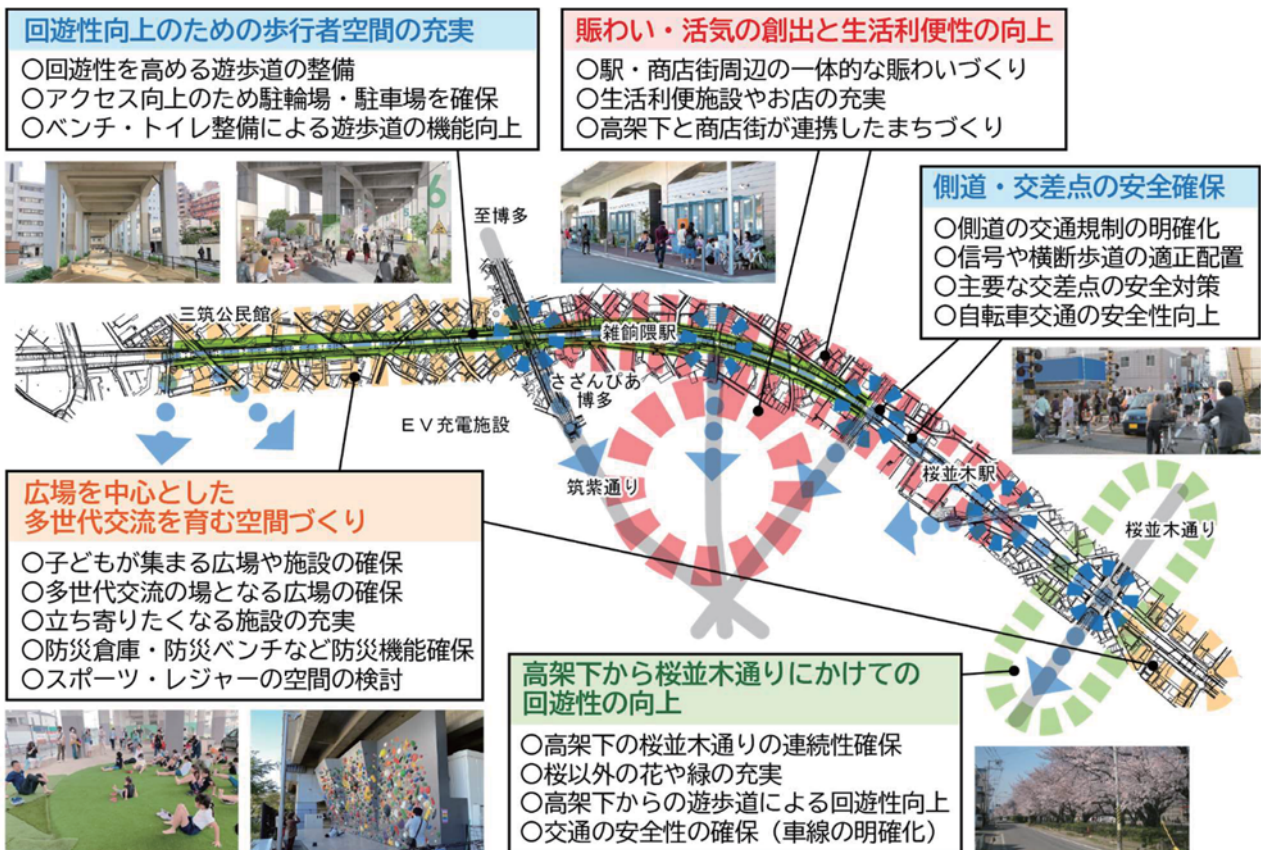 回遊性向上のための歩行者空間の充実
○回遊性を高める遊歩道の整備
○アクセス向上のため駐輪場・駐車場を確保
○ベンチ・トイレ整備による遊歩道の機能向上
賑わい・活気の創出と生活利便性の向上
○駅・商店街周辺の一体的な賑わいづくり
○生活利便施設やお店の充実
○高架下と商店街が連携したまちづくり
側道・交差点の安全確保
○側道の交通規制の明確化
○信号や横断歩道の適正配置
○主要な交差点の安全対策
○自転車交通の安全性向上
6
至博多
三筑公民館
雑餉隈駅
さざんぴあ
博多
EV充電施設
筑紫通り
桜並木駅
桜並木通り
広場を中心とした
多世代交流を育む空間づくり
○子どもが集まる広場や施設の確保
○多世代交流の場となる広場の確保
○立ち寄りたくなる施設の充実
○防災倉庫・防災ベンチなど防災機能確保
○スポーツ・レジャーの空間の検討
高架下から桜並木通りにかけての
回遊性の向上
○高架下の桜並木通りの連続性確保
○桜以外の花や緑の充実
○高架下からの遊歩道による回遊性向上
○交通の安全性の確保（車線の明確化）